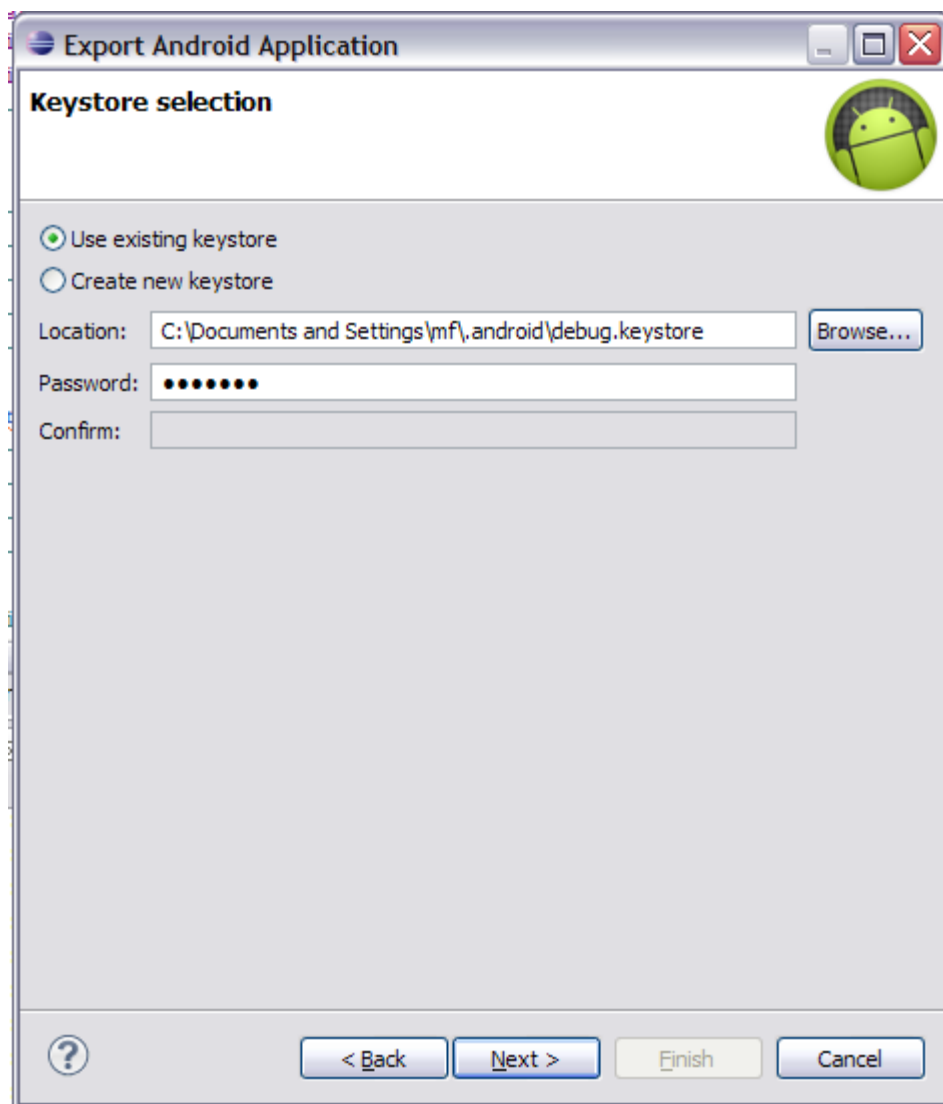 Export Android Application
Keystore selection
Use existing keystore
Create new keystore
Location: C:\Documents and Settings\mf\.android\debug.keystore Browse...
Password: •••••••
Confirm:
? < Back Next > Finish Cancel